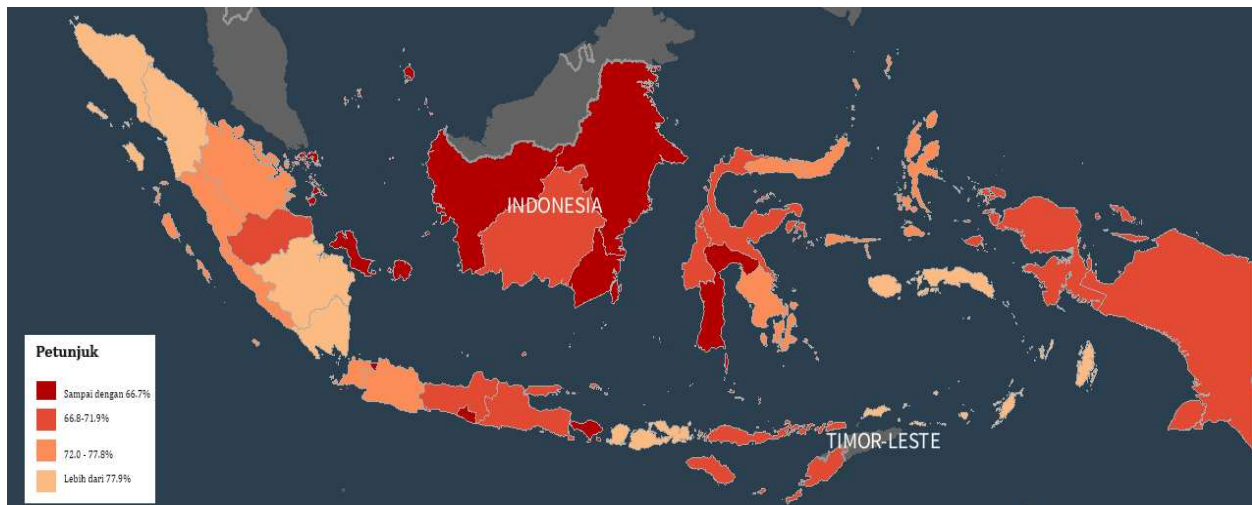 INDONESIA
TIMOR-LESTE
Petunjuk
Sampai dengan 66.7%
66.8-71.9%
72.0 - 77.8%
Lebih dari 77.9%